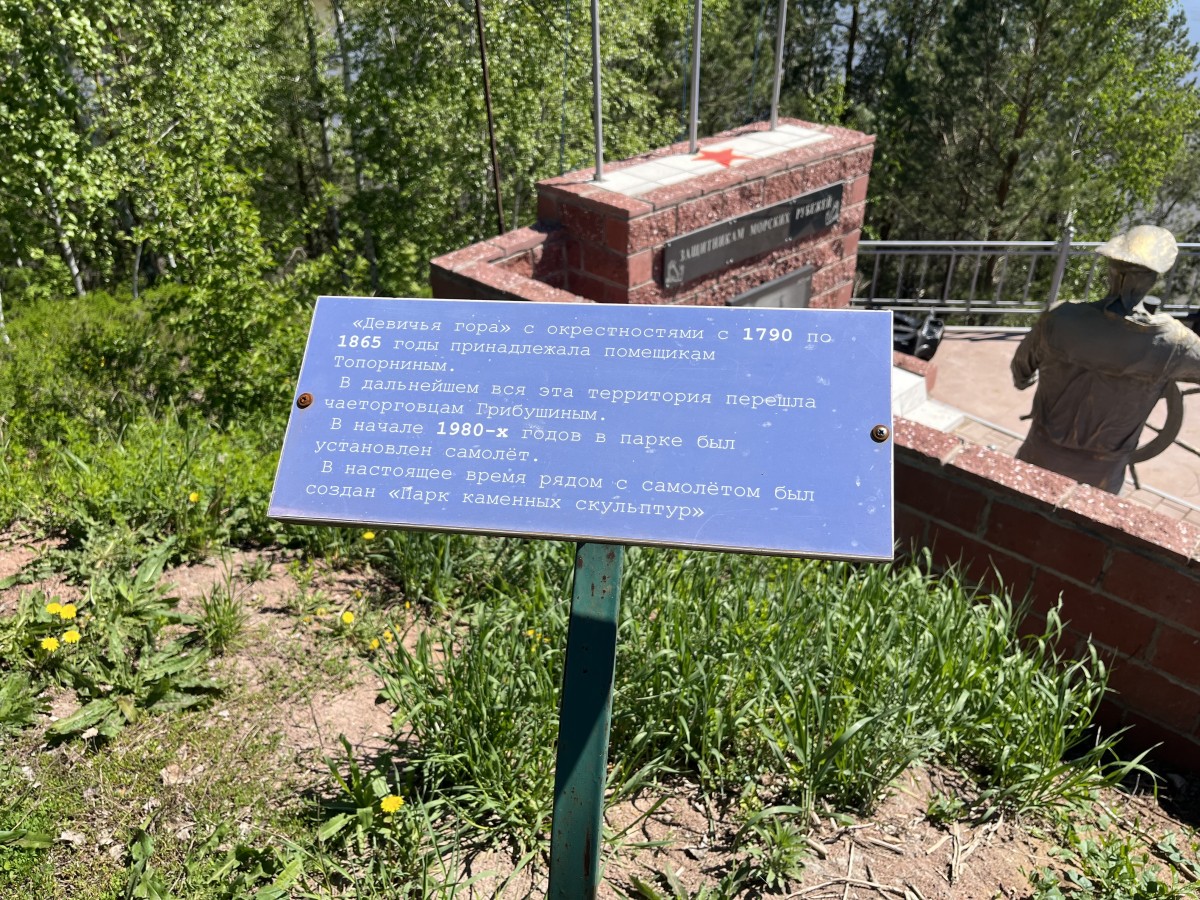 ЗАЩИТНИКАМ МОРСКИХ РУБЕЖЕЙ
«Девичья гора» с окрестностями с 1790 по
1865 годы принадлежала помещикам
Топорниным.
В дальнейшем вся эта территория перешла
чаеторговцам Грибушиным.
В начале 1980-х годов в парке был
установлен самолёт.
В настоящее время рядом с самолётом был
создан «Парк каменных скульптур»